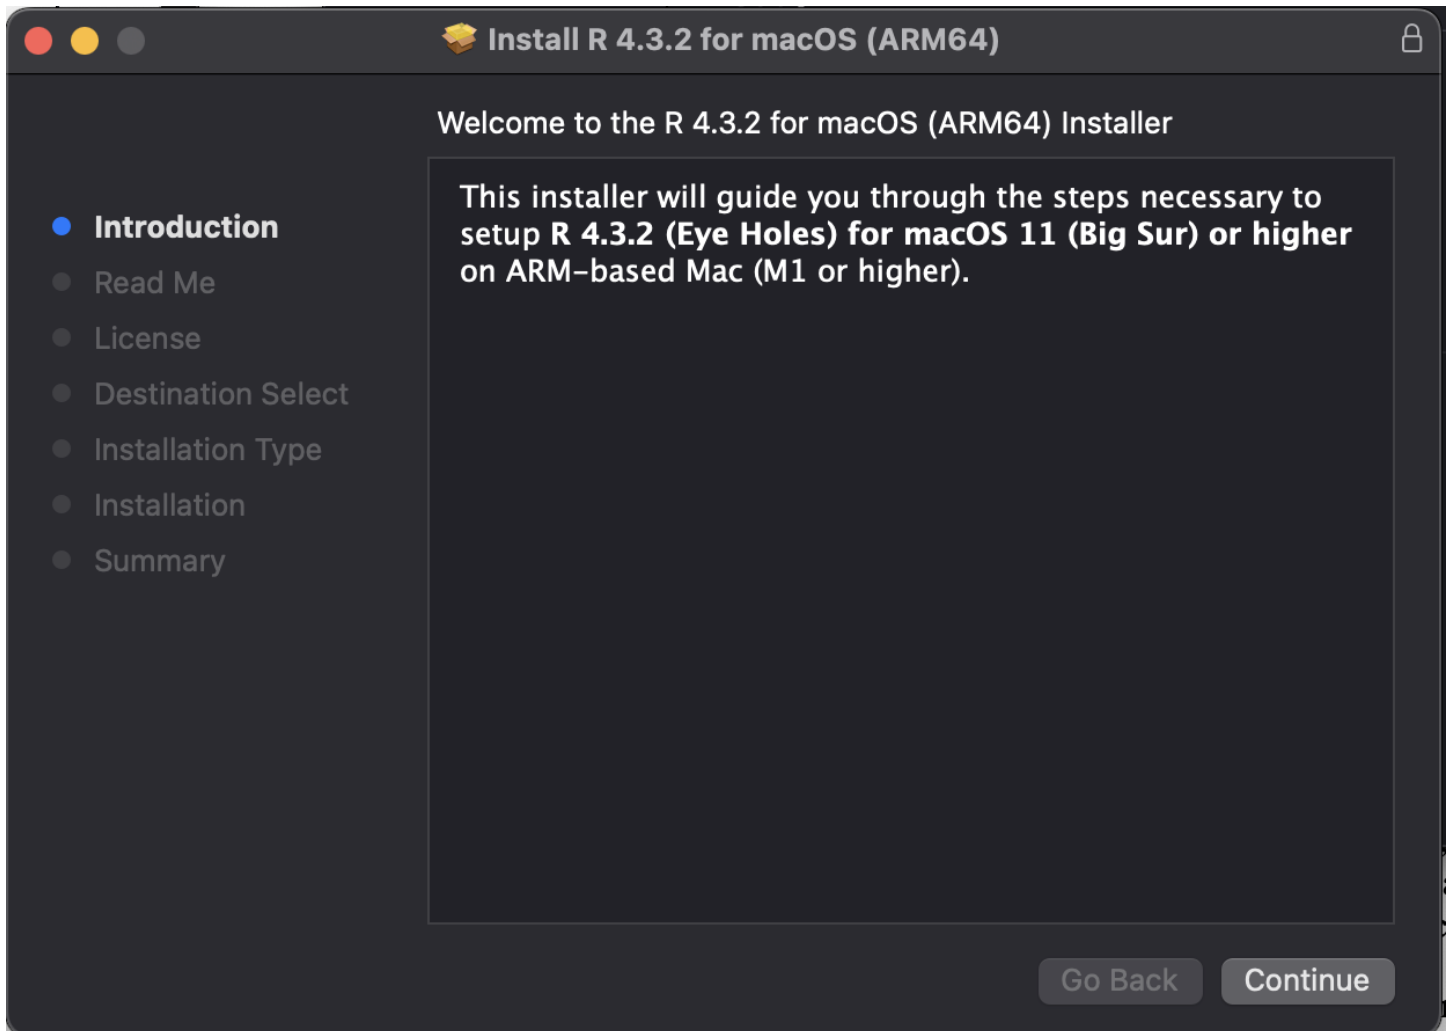 Install R 4.3.2 for macOS (ARM64)
Welcome to the R 4.3.2 for macOS (ARM64) Installer
Introduction
Read Me
License
Destination Select
Installation Type
Installation
Summary
This installer will guide you through the steps necessary to
setup R 4.3.2 (Eye Holes) for macOS 11 (Big Sur) or higher
on ARM-based Mac (M1 or higher).
Go Back
Continue